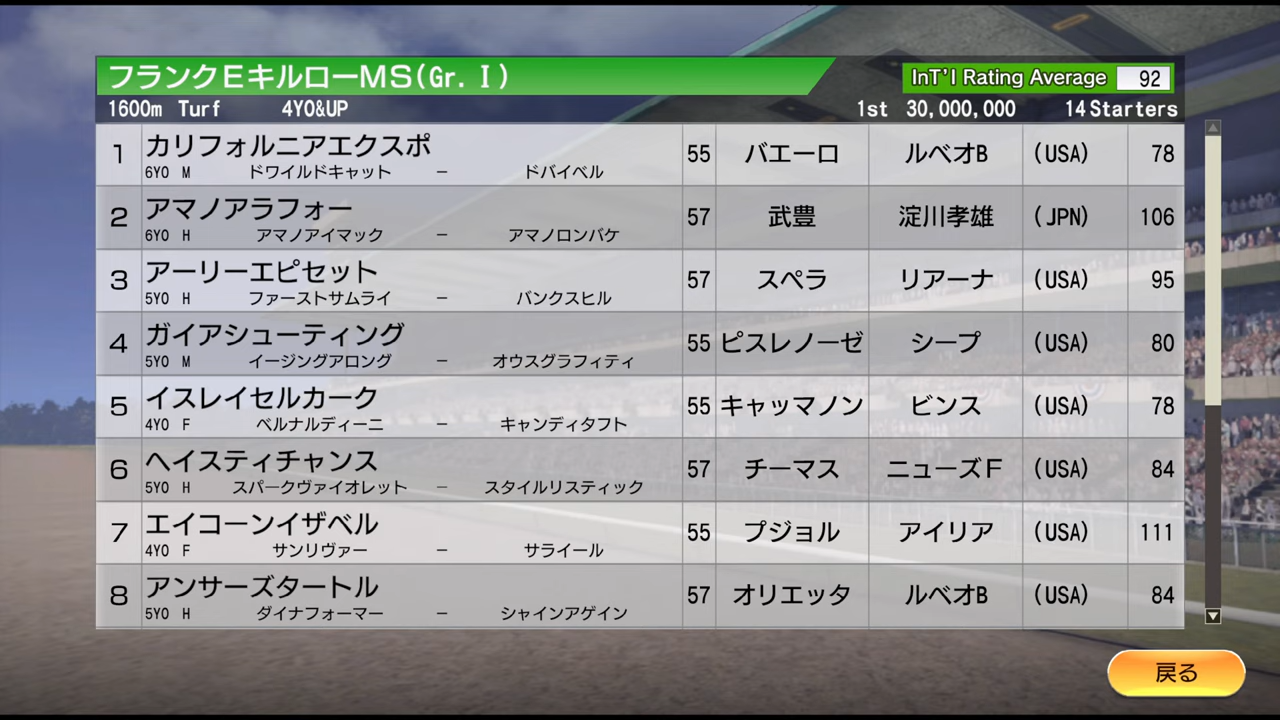 フランクEキルローMS(Gr.Ⅰ)
InT'l Rating Average 92
1600m Turf 4YO&UP 1st 30,000,000 14Starters
1 カリフォルニアエクスポ 55 バエーロ ルベオB (USA) 78
6YO M ドワイルドキャット － ドバイベル
2 アマノアラフォー 57 武豊 淀川孝雄 (JPN) 106
6YO H アマノアイマック － アマノロンバケ
3 アーリーエピセット 57 スペラ リアーナ (USA) 95
5YO H ファーストサムライ － バンクスヒル
4 ガイアシューティング 55 ピスレノーゼ シープ (USA) 80
5YO M イージングアロング － オウスグラフィティ
5 イスレイセルカーク 55 キャッマノン ビンス (USA) 78
4YO F ベルナルディーニ － キャンディタフト
6 ヘイスティチャンス 57 チーマス ニューズF (USA) 84
5YO H スパークヴァイオレット － スタイルリスティック
7 エイコーンイザベル 55 プジョル アイリア (USA) 111
4YO F サンリヴァー － サライール
8 アンサーズタートル 57 オリエッタ ルベオB (USA) 84
5YO H ダイナフォーマー － シャインアゲイン
戻る